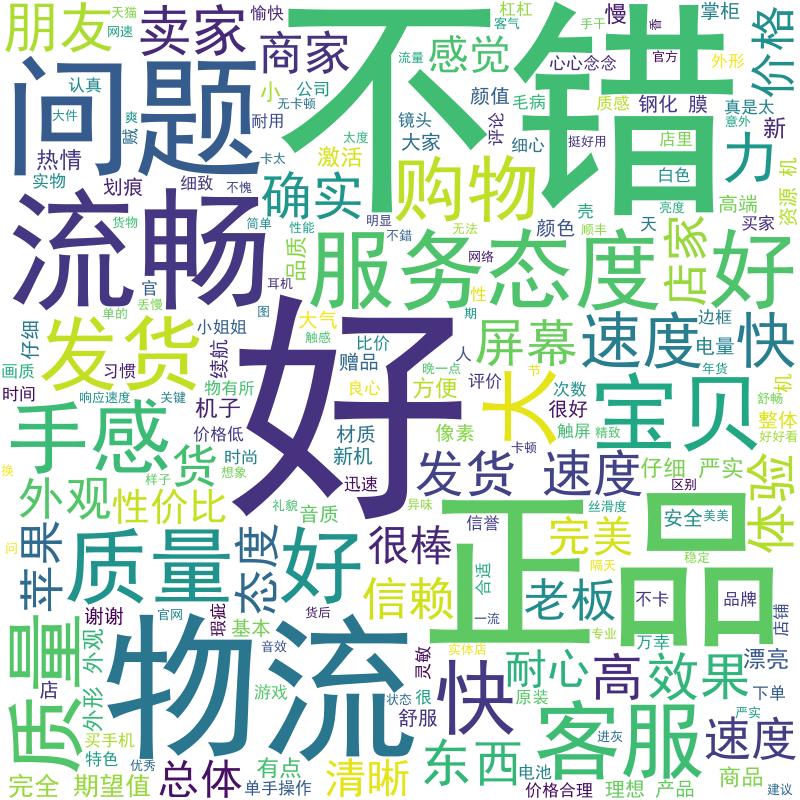 朋友
天猫
网速
愉快
卖家
商家
不错
感觉
杠杠
客气
手干
香
官方
慢
掌柜
价格
心心念念
外形
问题
认真
大件
爽
贼
小
公司
无卡顿
耐用
流量
颜值
毛病
质感
钢化 膜
真是太
意外
新
热情
实物
划痕
细致
卡太
不愧
激活
太度
镜头
大家
评论
细心
挺好用
店里
白色
力
资源 机
流畅
货物
简单
性能
确实
购物
明显
不錯
颜色
壳
无法
顺丰
天
亮度
高端
买家
品质
服务态度 好
网络
店家
官
丢慢
单的
耳机
图
性
期
仔细
发货
小姐姐
大气
触感
比价
人
屏幕
速度 快
边框
电量
年货
画质
习惯
时间
续航
物有所
赠品
良心
晚一点
方便
评价
大
节
次数
很好
宝贝
机
舒畅
响应速度
关键
机子
价格低
好
材质
像素
触屏
精致
整体
好好看
手感
货
时尚
新机
想象
样子
换
迅速
卡顿
发货 速度
仔细 严实
区别
体验
外观
性价比
音质
礼貌
异味
信誉
丝滑度
正品
安全
美美
完美
稳定
问
苹果
质量 好
态度
很棒
隔天
合适
信赖
老板
不卡
品牌
店铺
质量
谢谢
官网
瑕疵
货后
基本
一流
专业
万幸
外形 外观
物流
音效
灵敏
实体店
耐心
高
效果
漂亮
店
游戏
状态
很
快
原装
下单
买手机
特色
优秀
舒服
客服
进灰
严实
速度
完全 期望值
总体
有点
单手操作
清晰
东西
电池
价格合理
理想 产品
商品
建议